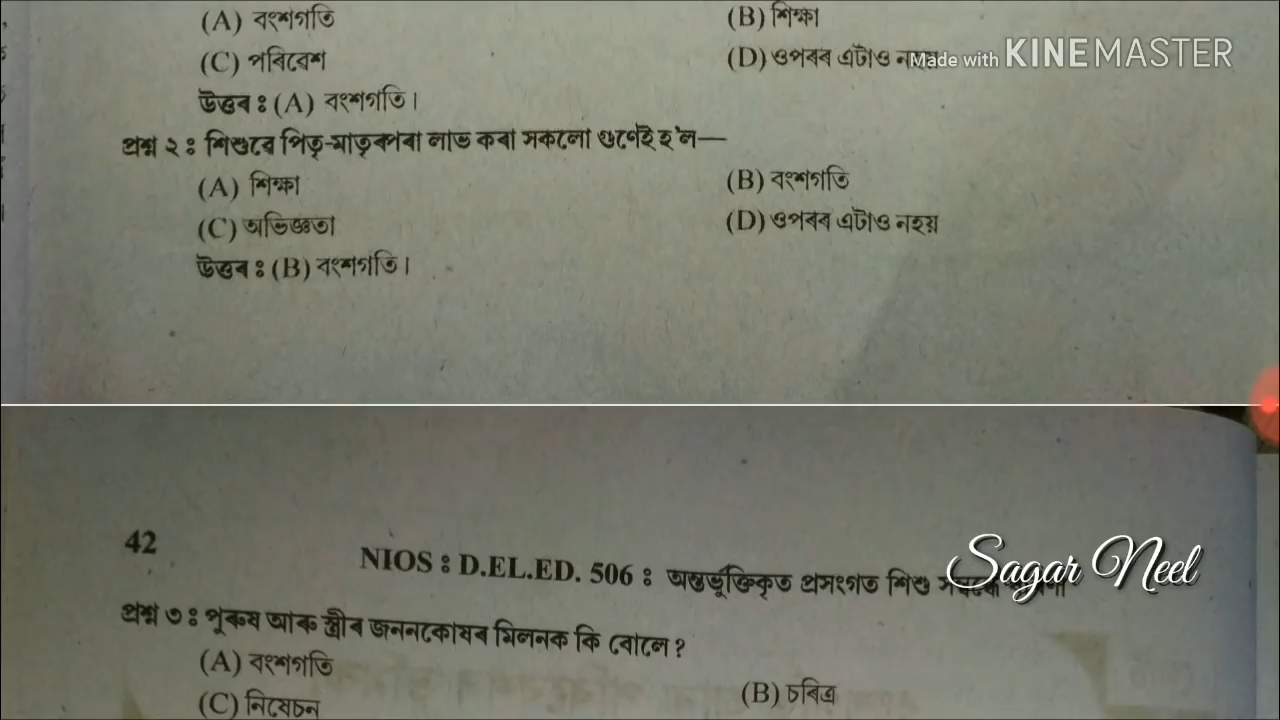 (A) বংশগতি (B) শিক্ষা
(C) পৰিবেশ (D) ওপৰৰ এটাও নহয়
Made with KINEMASTER
উত্তৰ : (A) বংশগতি।
প্ৰশ্ন ২ : শিশুৱে পিতৃ-মাতৃৰপৰা লাভ কৰা সকলো গুণেই হ'ল—
(A) শিক্ষা (B) বংশগতি
(C) অভিজ্ঞতা (D) ওপৰৰ এটাও নহয়
উত্তৰ : (B) বংশগতি।
42
NIOS : D.EL.ED. 506 : অন্তৰ্ভূক্তিকৃত প্ৰসংগত শিশু
Sagar Neel
প্ৰশ্ন ৩ : পুৰুষ আৰু স্ত্ৰীৰ জননকোষৰ মিলনক কি বোলে ?
(A) বংশগতি (B) চৰিত্ৰ
(C) নিষেচন